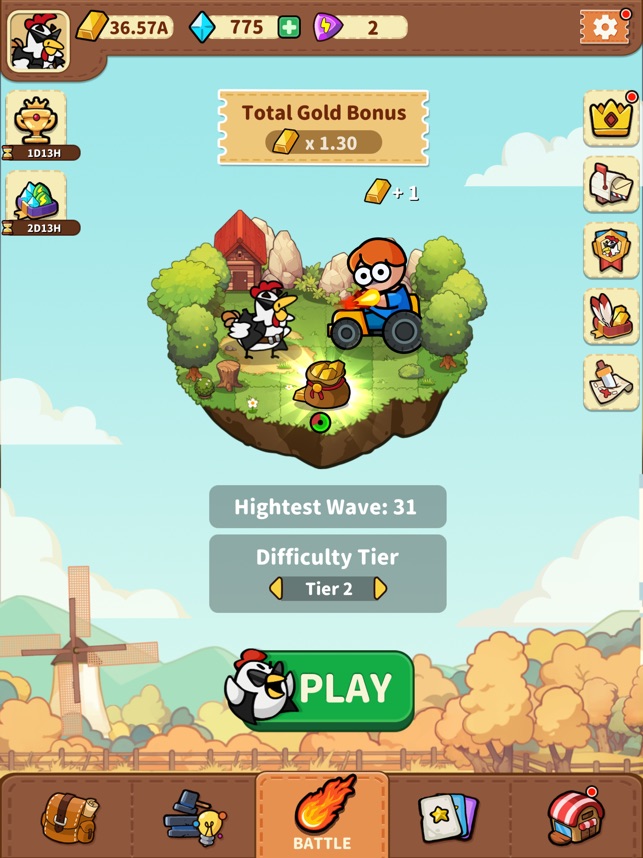 36.57A
775
2
Total Gold Bonus
x 1.30
+ 1
1D13H
2D13H
Hightest Wave: 31
Difficulty Tier
Tier 2
PLAY
BATTLE